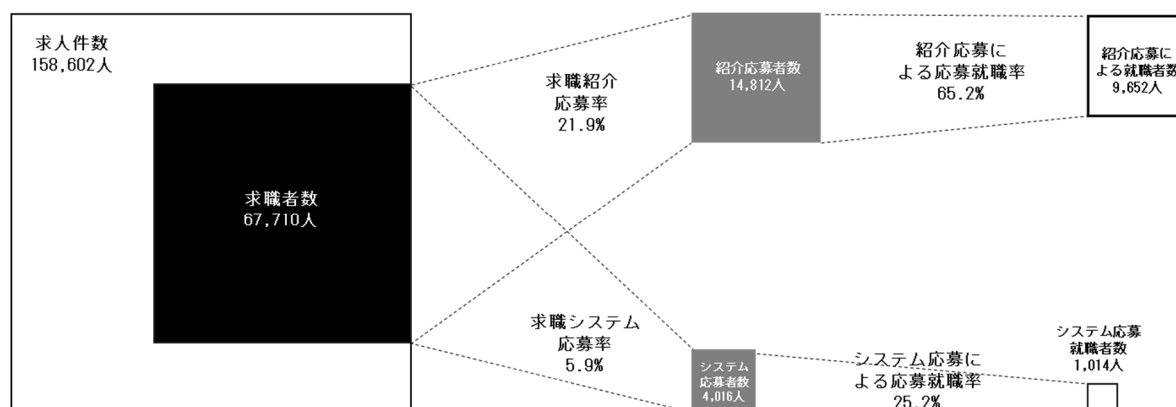 求人件数
158,602人
求職者数
67,710人
求職紹介
応募率
21.9%
紹介応募者数
14,812人
紹介応募に
よる応募就職率
65.2%
紹介応募に
よる就職者数
9,652人
求職システム
応募率
5.9%
システム
応募者数
4,016人
システム応募に
よる応募就職率
25.2%
システム応募
就職者数
1,014人